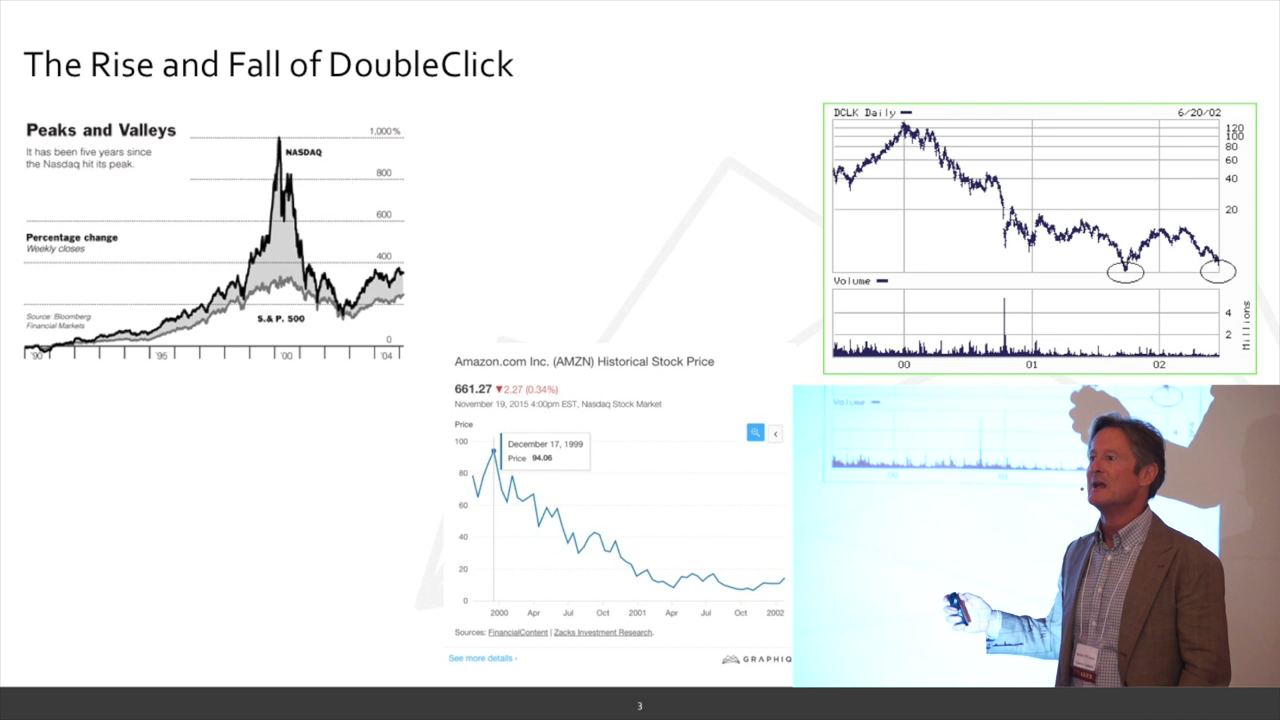 The Rise and Fall of DoubleClick
Peaks and Valleys
It has been five years since
the Nasdaq hit its peak.
1,000%
NASDAQ
800
600
Percentage change
Weekly closes
400
Source: Bloomberg
Financial Markets
S.& P. 500
0
'90
'95
'00
'04
DCLK Daily
6/20/02
120
100
80
60
40
20
Volume
4
2
Millions
00
01
02
Amazon.com Inc. (AMZN) Historical Stock Price
661.27 ▼2.27 (0.34%)
November 19, 2015 4:00pm EST, Nasdaq Stock Market
Price
100
December 17, 1999
Price 94.06
80
60
40
20
0
2000 Apr Jul Oct 2001 Apr Jul Oct 2002
Sources: FinancialContent | Zacks Investment Research.
See more details ›
GRAPHIQ
Volume
00
01
3